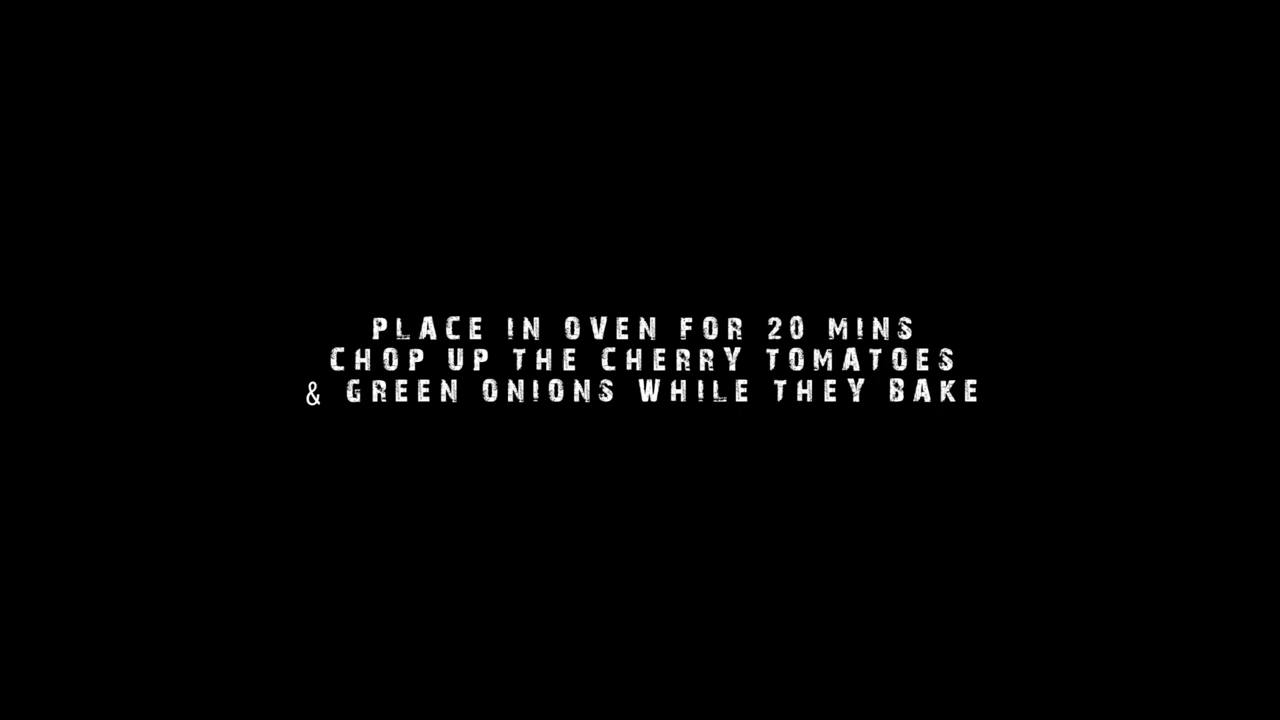 PLACE IN OVEN FOR 20 MINS
CHOP UP THE CHERRY TOMATOES
& GREEN ONIONS WHILE THEY BAKE